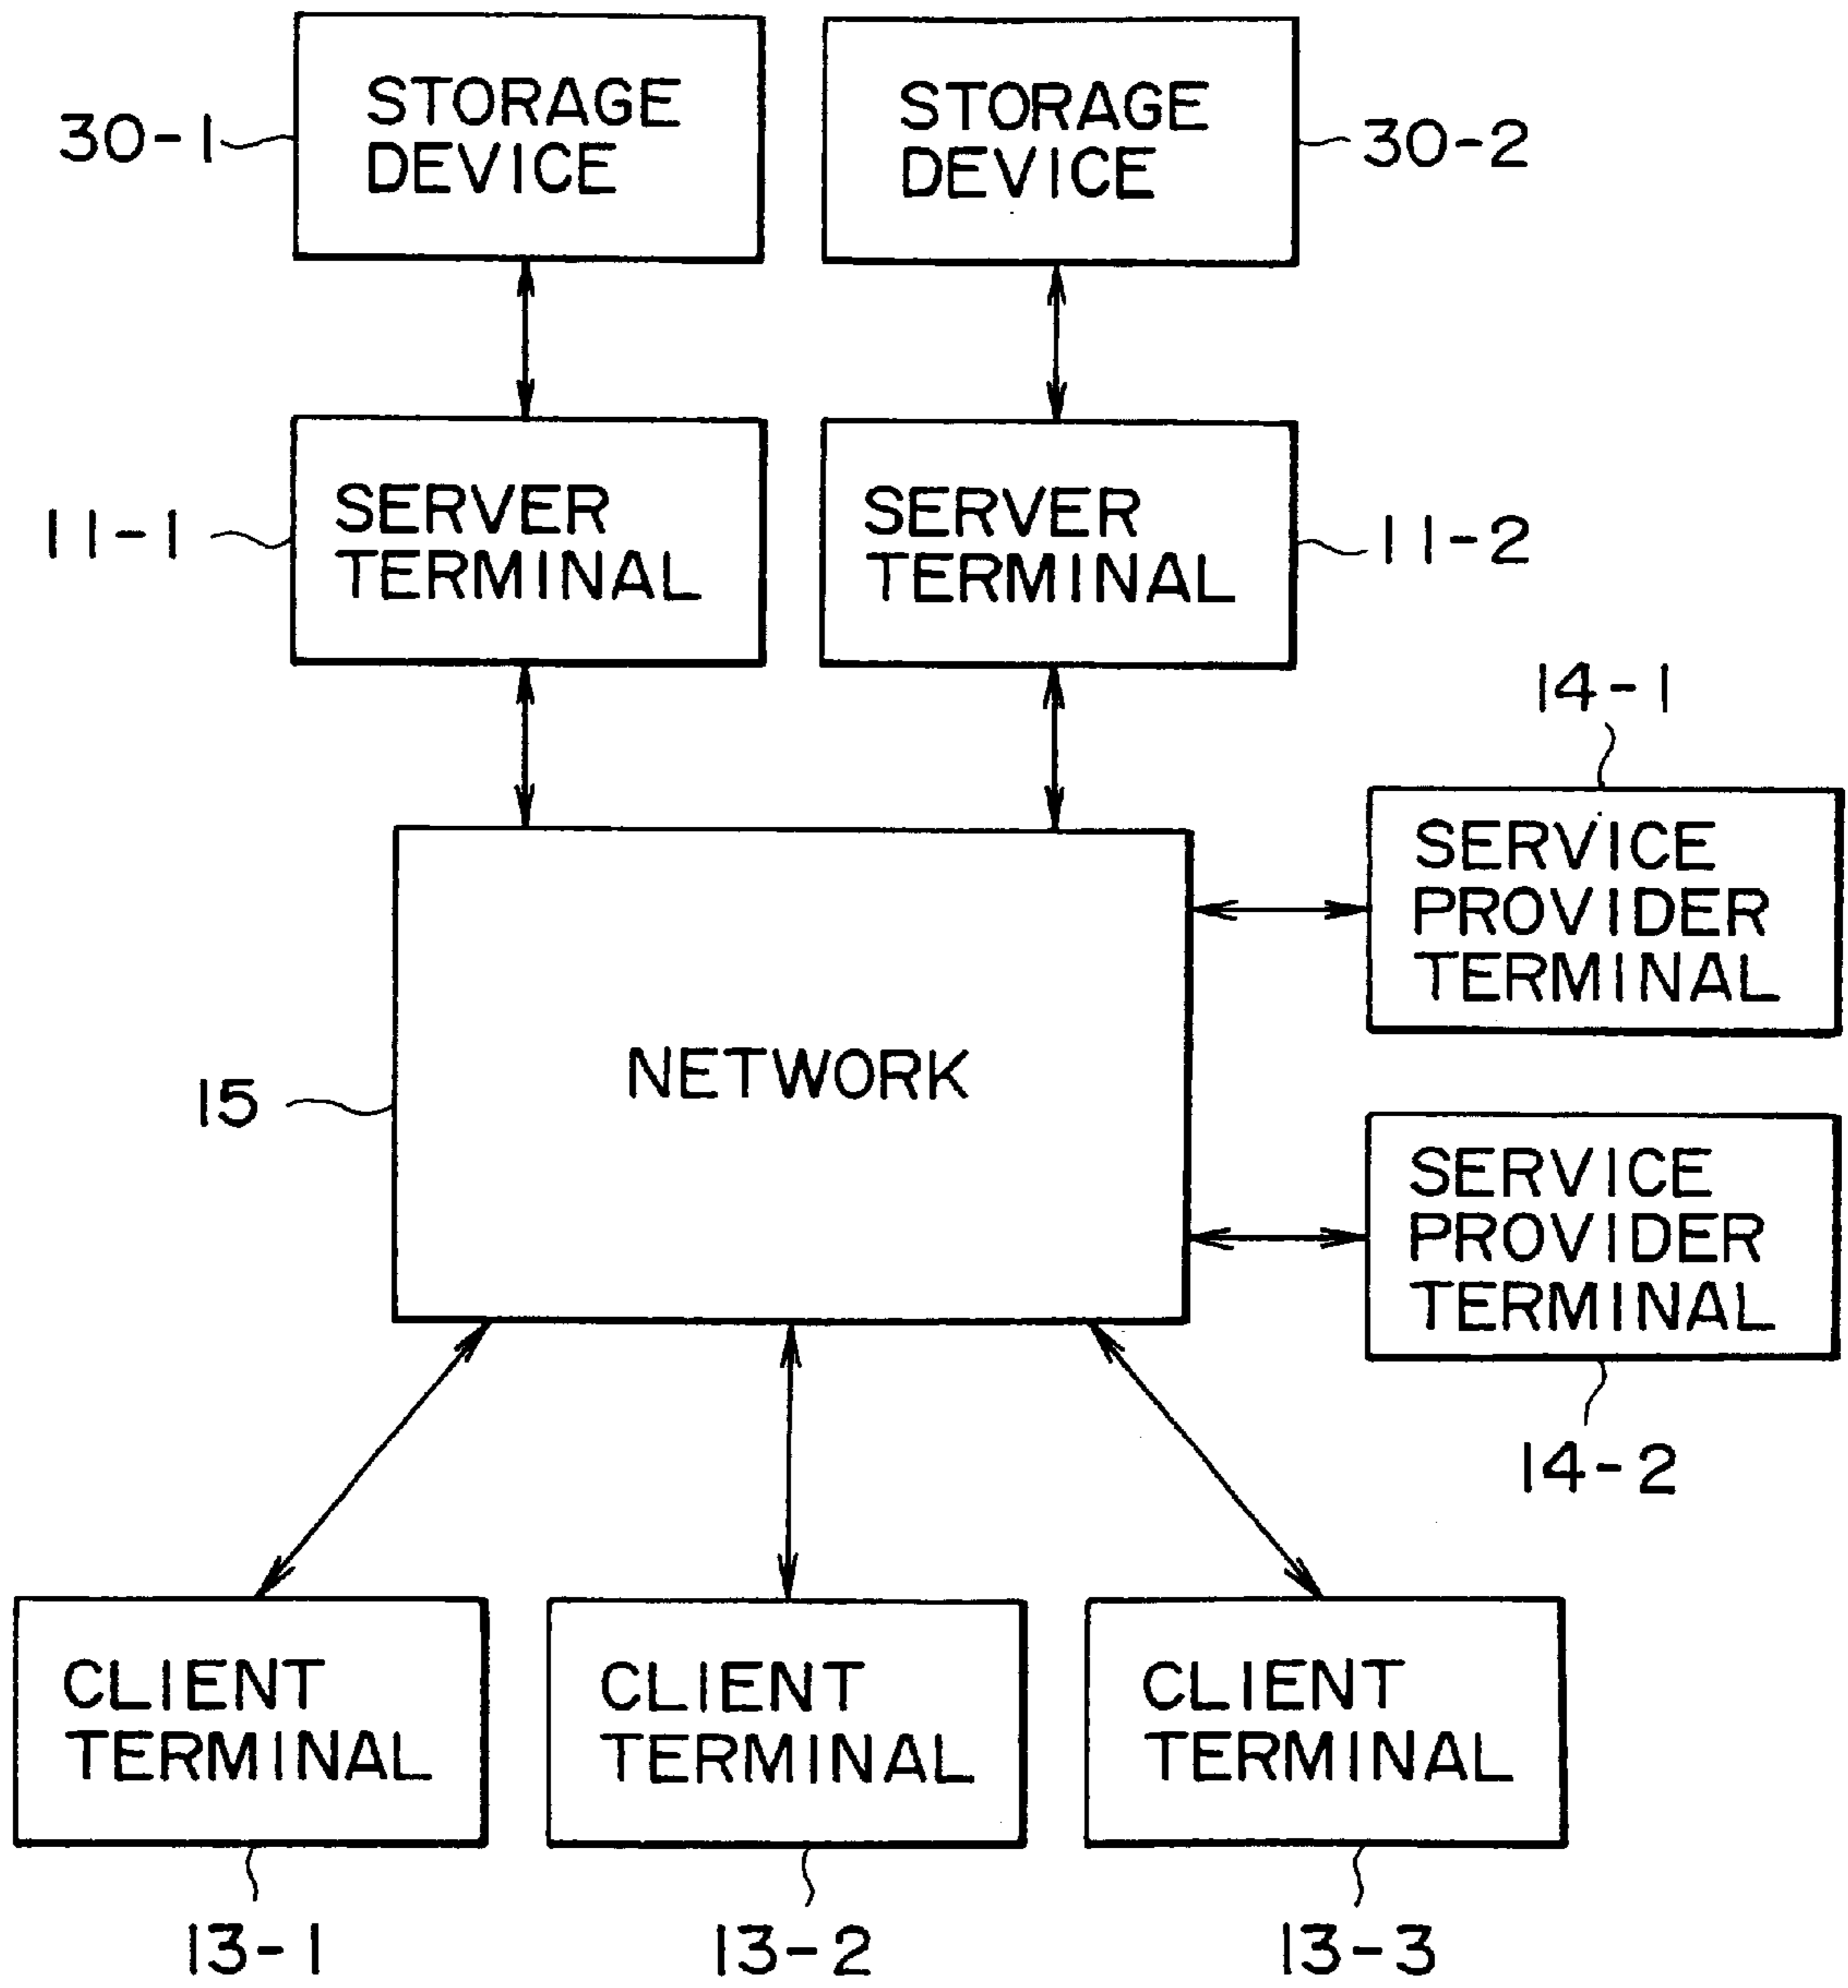 STORAGE
DEVICE
30-1
STORAGE
DEVICE
30-2
SERVER
TERMINAL
11-1
SERVER
TERMINAL
11-2
14-1
SERVICE
PROVIDER
TERMINAL
NETWORK
15
SERVICE
PROVIDER
TERMINAL
14-2
CLIENT
TERMINAL
CLIENT
TERMINAL
CLIENT
TERMINAL
13-1
13-2
13-3